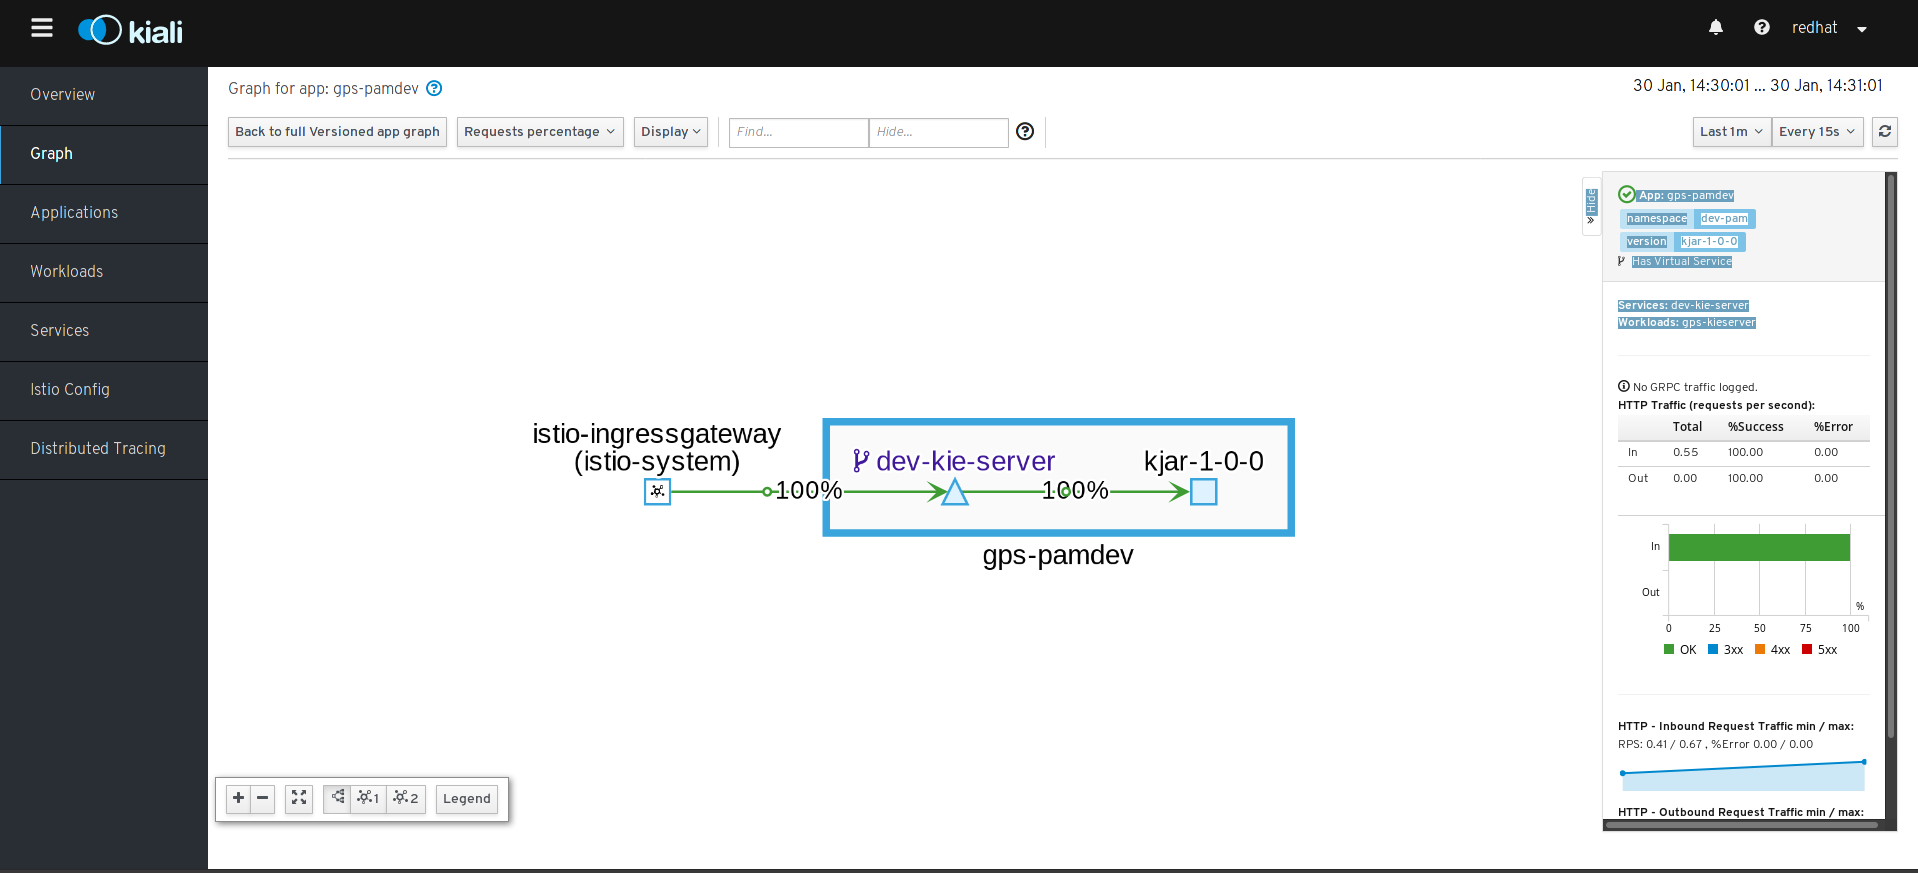 kiali
redhat
Overview
Graph
Applications
Workloads
Services
Istio Config
Distributed Tracing
Graph for app: gps-pamdev
30 Jan, 14:30:01 ... 30 Jan, 14:31:01
Back to full Versioned app graph
Requests percentage
Display
Find...
Hide...
Last 1m
Every 15s
istio-ingressgateway
(istio-system)
100%
dev-kie-server
100%
kjar-1-0-0
gps-pamdev
1
2
Legend
Hide
App: gps-pamdev
namespace dev-pam
version kjar-1-0-0
Has Virtual Service
Services: dev-kie-server
Workloads: gps-kieserver
No GRPC traffic logged.
HTTP Traffic (requests per second):
Total %Success %Error
In 0.55 100.00 0.00
Out 0.00 100.00 0.00
In
Out
%
0 25 50 75 100
OK 3xx 4xx 5xx
HTTP - Inbound Request Traffic min / max:
RPS: 0.41 / 0.67 , %Error 0.00 / 0.00
HTTP - Outbound Request Traffic min / max: